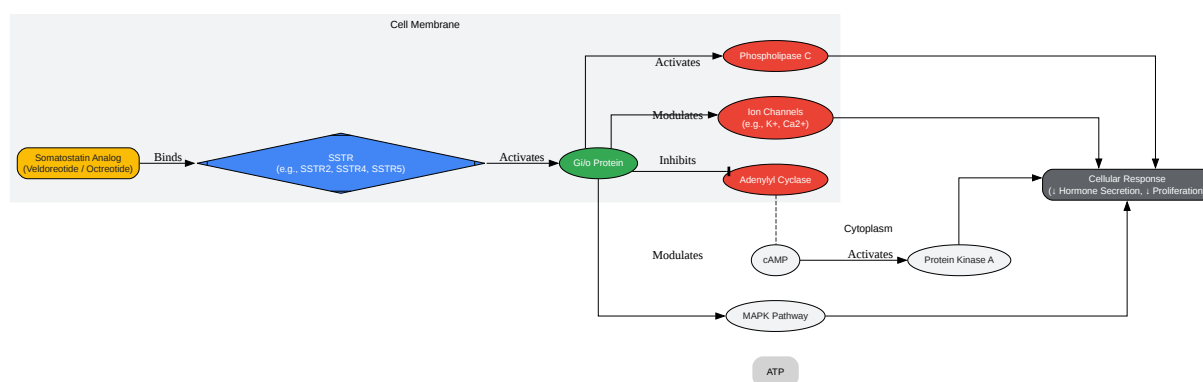 Cell Membrane
Phospholipase C
Activates
Ion Channels
(e.g., K+, Ca2+)
Modulates
Somatostatin Analog
(Veldoreotide / Octreotide)
Binds
SSTR
(e.g., SSTR2, SSTR4, SSTR5)
Activates
Gi/o Protein
Inhibits
Adenylyl Cyclase
Cellular Response
(↓ Hormone Secretion, ↓ Proliferation
Cytoplasm
Modulates
cAMP
Activates
Protein Kinase A
MAPK Pathway
ATP